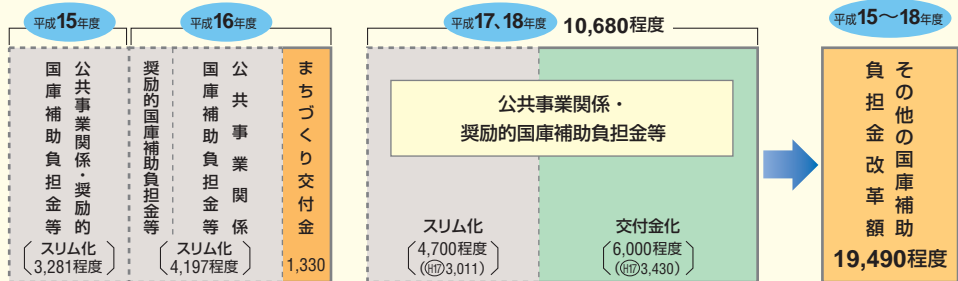 平成15年度
公共事業関係・奨励的
国庫補助負担金等
スリム化
3,281程度
平成16年度
奨励的国庫補助負担金等
公共事業関係
国庫補助負担金等
スリム化
4,197程度
まちづくり交付金
1,330
平成17、18年度
10,680程度
公共事業関係・
奨励的国庫補助負担金等
スリム化
4,700程度
(H17 3,011)
交付金化
6,000程度
(H17 3,430)
平成15〜18年度
その他の国庫補助
負担金改革額
19,490程度